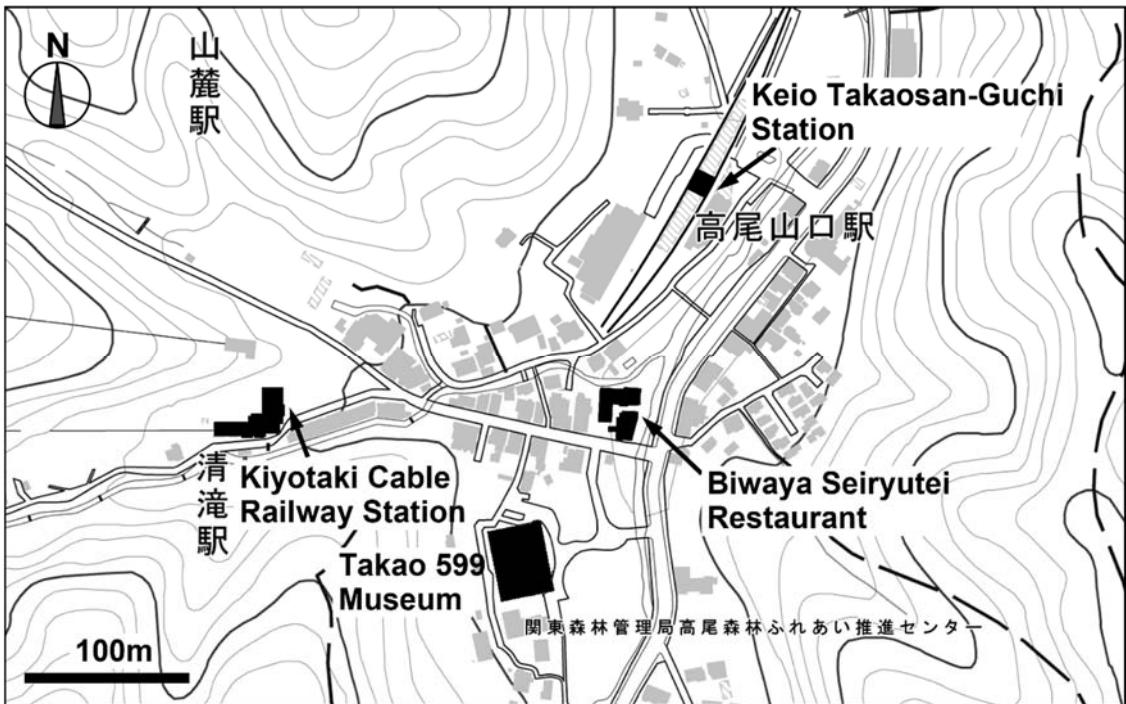 N
山麓駅
Keio Takaosan-Guchi
Station
高尾山口駅
清滝駅
Kiyotaki Cable
Railway Station
Biwaya Seiryutei
Restaurant
Takao 599
Museum
関東森林管理局高尾森林ふれあい推進センター
100m